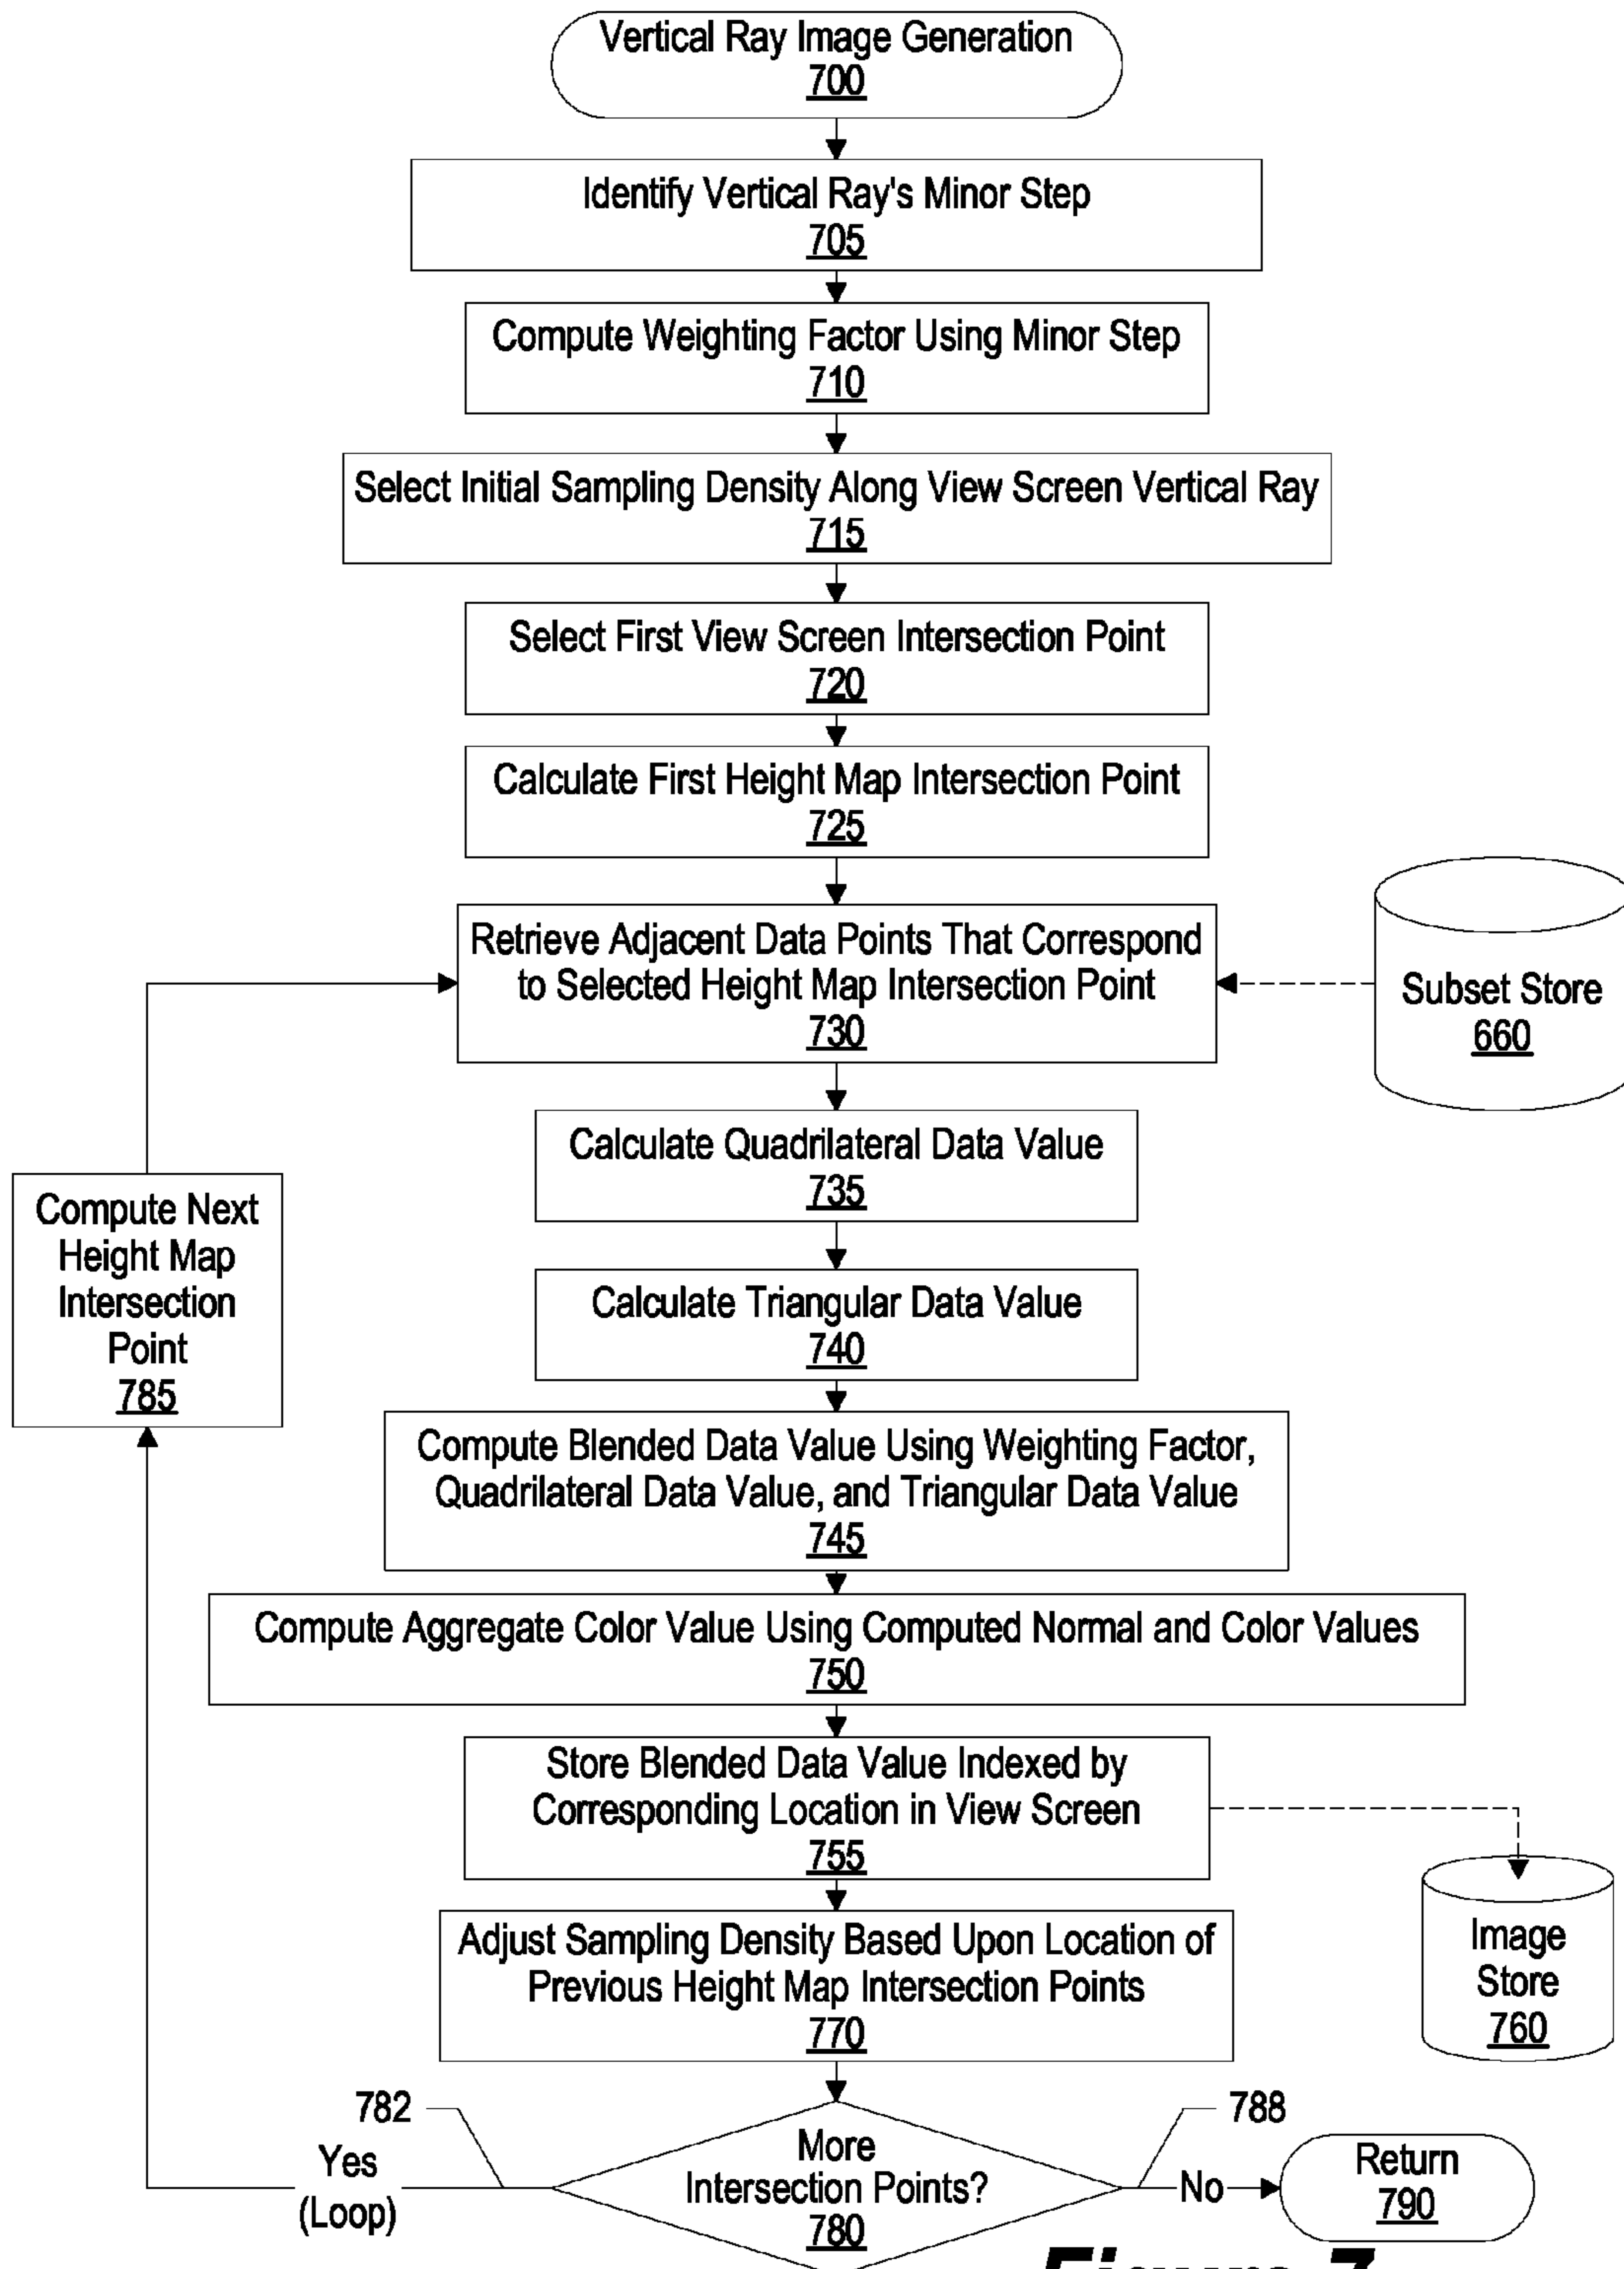 Vertical Ray Image Generation
700
Identify Vertical Ray's Minor Step
705
Compute Weighting Factor Using Minor Step
710
Select Initial Sampling Density Along View Screen Vertical Ray
715
Select First View Screen Intersection Point
720
Calculate First Height Map Intersection Point
725
Retrieve Adjacent Data Points That Correspond
to Selected Height Map Intersection Point
730
Subset Store
660
Calculate Quadrilateral Data Value
735
Compute Next
Height Map
Intersection
Point
785
Calculate Triangular Data Value
740
Compute Blended Data Value Using Weighting Factor,
Quadrilateral Data Value, and Triangular Data Value
745
Compute Aggregate Color Value Using Computed Normal and Color Values
750
Store Blended Data Value Indexed by
Corresponding Location in View Screen
755
Image
Store
760
Adjust Sampling Density Based Upon Location of
Previous Height Map Intersection Points
770
782
788
Yes
(Loop)
More
Intersection Points?
780
No
Return
790
Figure 7